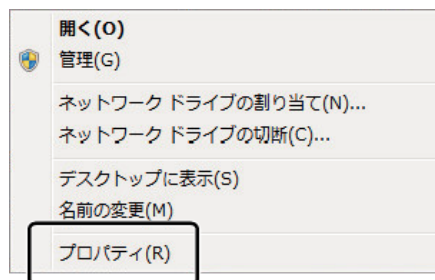 開く(O)
管理(G)
ネットワーク ドライブの割り当て(N)...
ネットワーク ドライブの切断(C)...
デスクトップに表示(S)
名前の変更(M)
プロパティ(R)